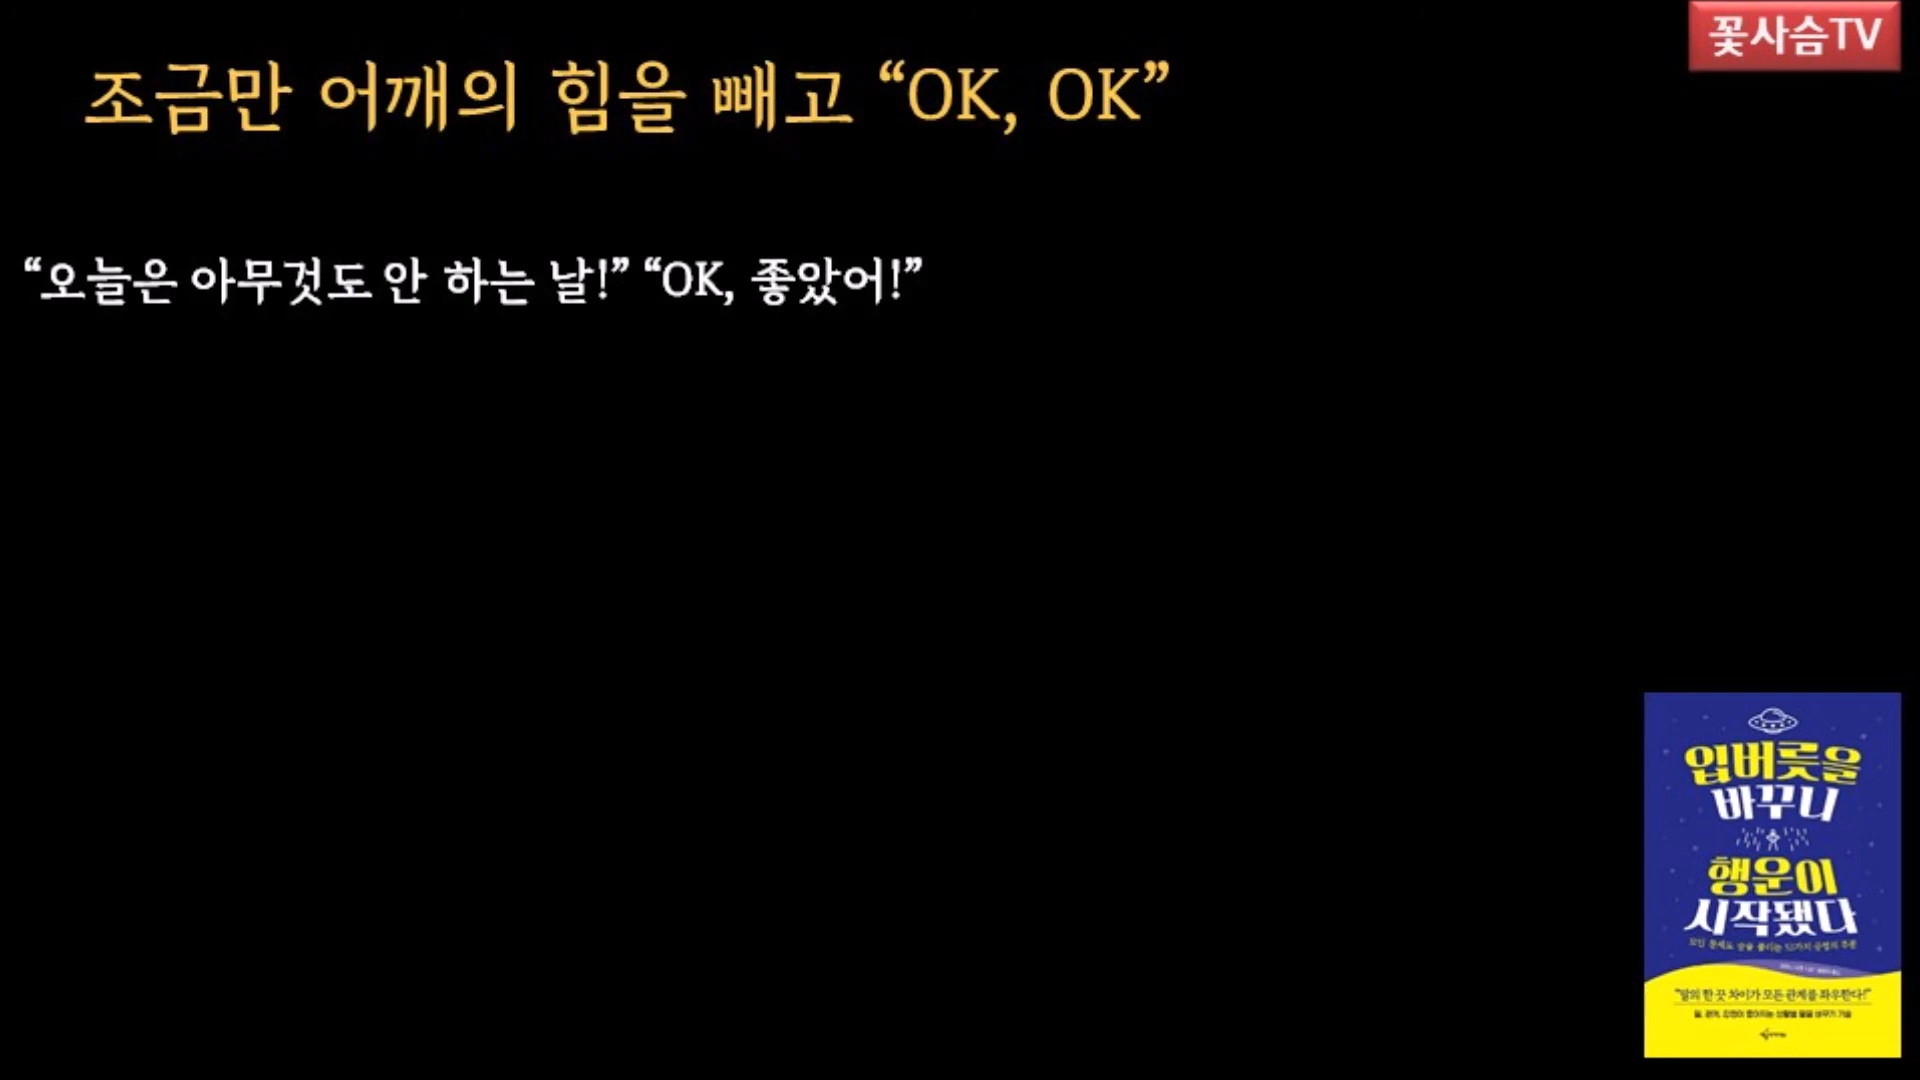 꽃사슴TV
조금만 어깨의 힘을 빼고 “OK, OK”
“오늘은 아무것도 안 하는 날!” “OK, 좋았어!”
입버릇을
바꾸니
행운이
시작됐다
“말의 한 끗 차이가 모든 관계를 좌우한다!”